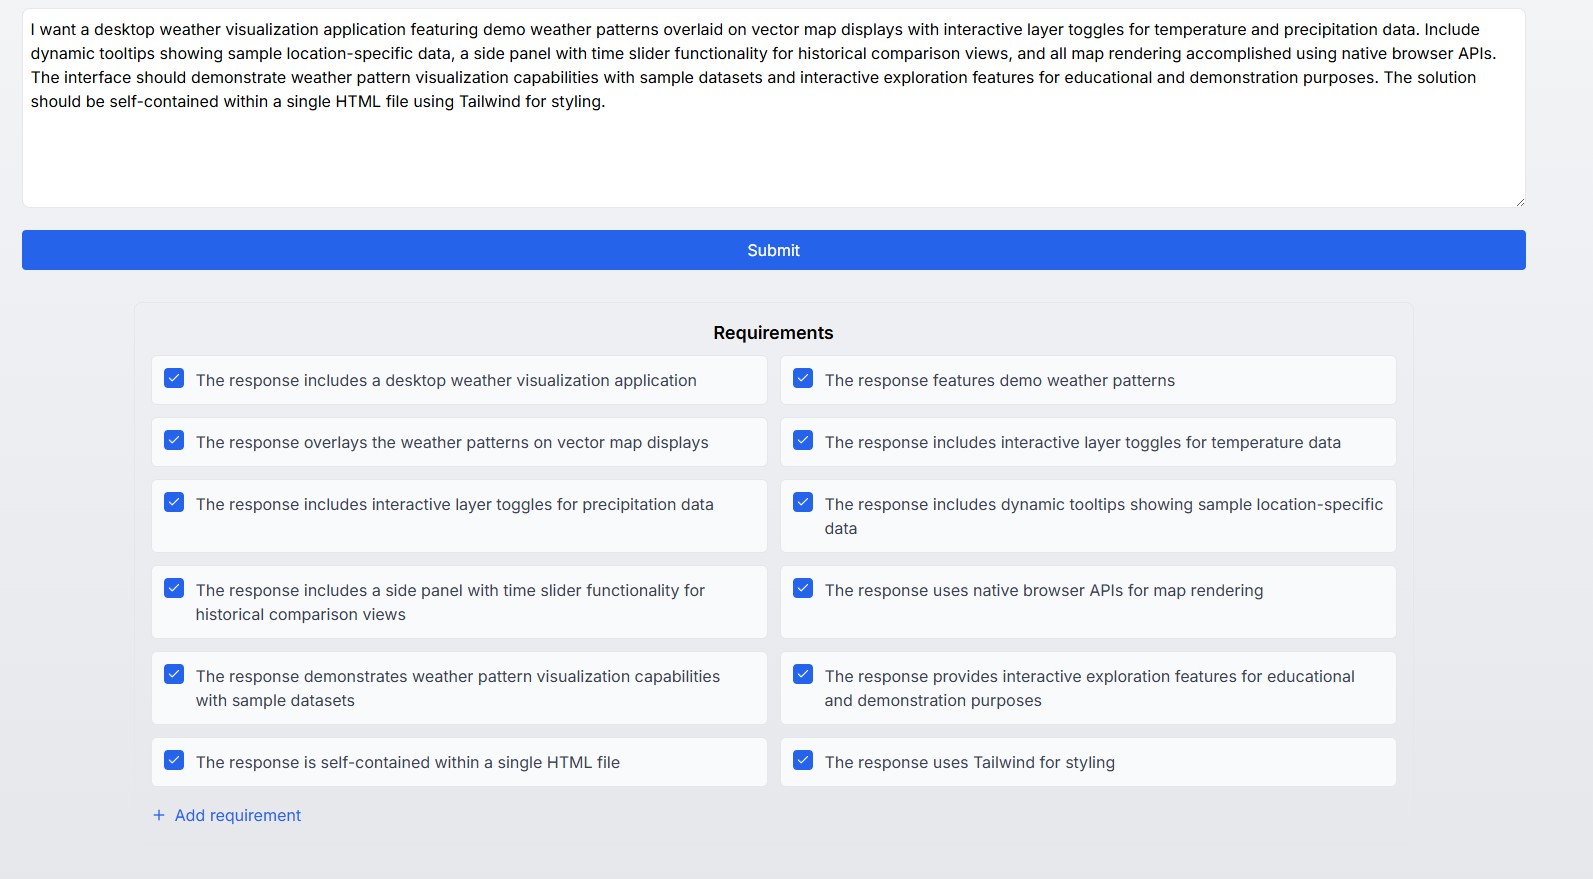 I want a desktop weather visualization application featuring demo weather patterns overlaid on vector map displays with interactive layer toggles for temperature and precipitation data. Include
dynamic tooltips showing sample location-specific data, a side panel with time slider functionality for historical comparison views, and all map rendering accomplished using native browser APIs.
The interface should demonstrate weather pattern visualization capabilities with sample datasets and interactive exploration features for educational and demonstration purposes. The solution
should be self-contained within a single HTML file using Tailwind for styling.
Submit
Requirements
The response includes a desktop weather visualization application
The response features demo weather patterns
The response overlays the weather patterns on vector map displays
The response includes interactive layer toggles for temperature data
The response includes interactive layer toggles for precipitation data
The response includes dynamic tooltips showing sample location-specific
data
The response includes a side panel with time slider functionality for
historical comparison views
The response uses native browser APIs for map rendering
The response demonstrates weather pattern visualization capabilities
with sample datasets
The response provides interactive exploration features for educational
and demonstration purposes
The response is self-contained within a single HTML file
The response uses Tailwind for styling
+ Add requirement